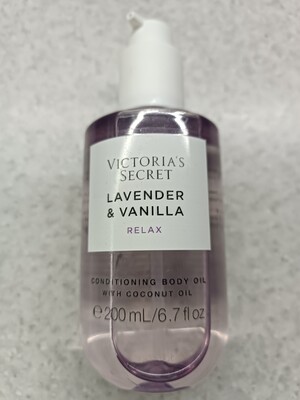 VICTORIA'S
SECRET
LAVENDER
& VANILLA
RELAX
CONDITIONING BODY OIL
WITH COCONUT OIL
℮200 mL/6.7 fl oz